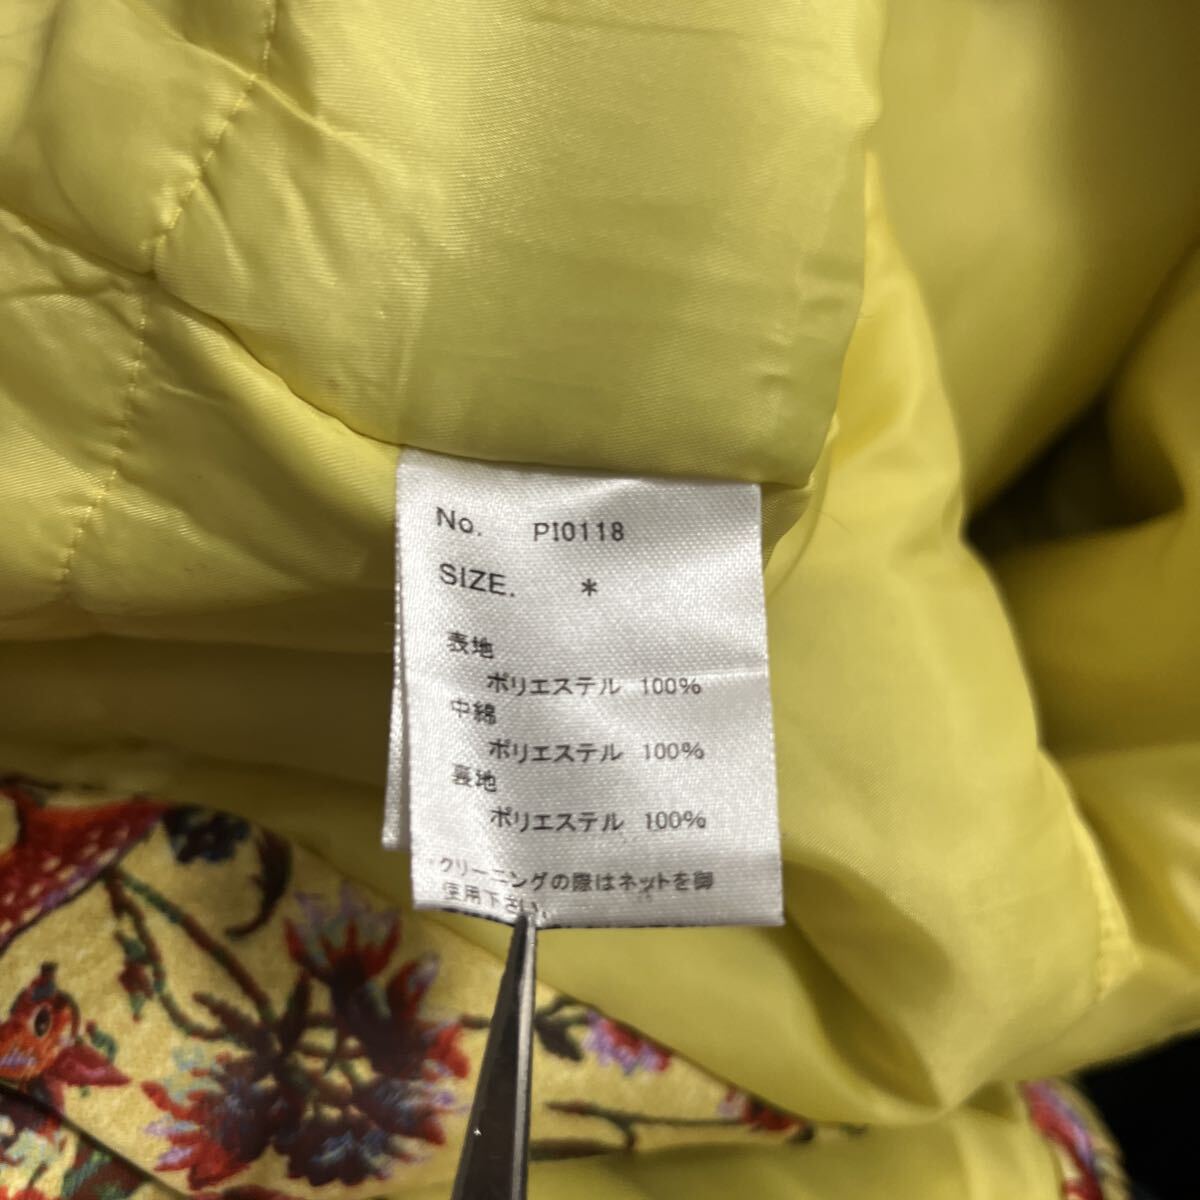 No. PI0118
SIZE. *
表地
ポリエステル 100%
中綿
ポリエステル 100%
裏地
ポリエステル 100%
クリーニングの際はネットを御
使用下さい。